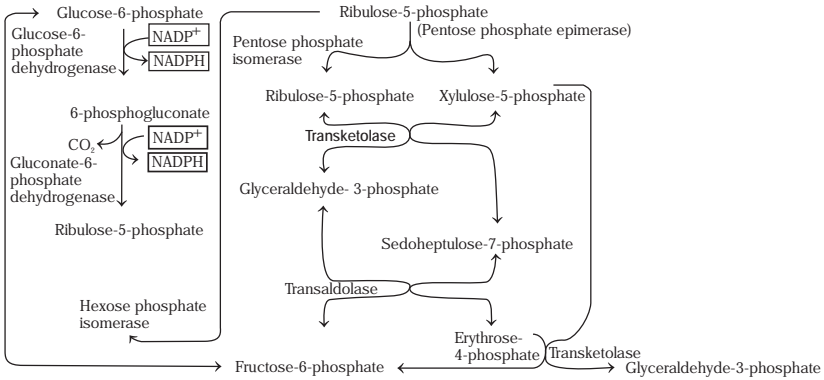 Glucose-6-phosphate
Glucose-6-
phosphate
dehydrogenase
NADP+
NADPH
6-phosphogluconate
CO2
NADP+
NADPH
Gluconate-6-
phosphate
dehydrogenase
Ribulose-5-phosphate
Hexose phosphate
isomerase
Ribulose-5-phosphate
(Pentose phosphate epimerase)
Pentose phosphate
isomerase
Ribulose-5-phosphate
Xylulose-5-phosphate
Transketolase
Glyceraldehyde- 3-phosphate
Sedoheptulose-7-phosphate
Transaldolase
Erythrose-
4-phosphate
Transketolase
Fructose-6-phosphate
Glyceraldehyde-3-phosphate